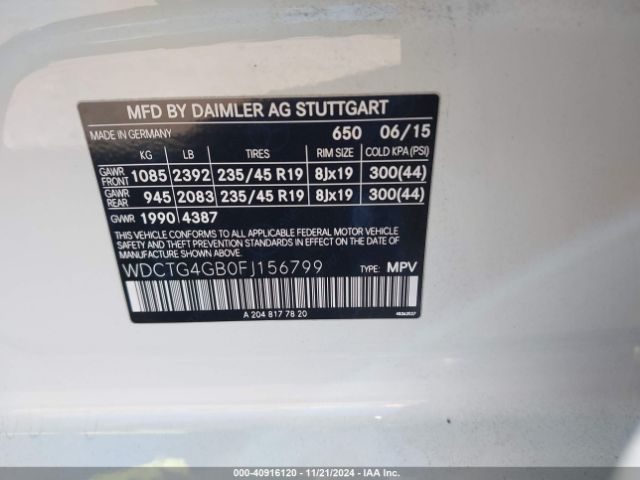 MFD BY DAIMLER AG STUTTGART
MADE IN GERMANY 650 06/15
KG LB TIRES RIM SIZE COLD KPA(PSI)
GAWR FRONT 1085 2392 235/45 R19 8Jx19 300(44)
GAWR REAR 945 2083 235/45 R19 8Jx19 300(44)
GVWR 1990 4387
THIS VEHICLE CONFORMS TO ALL APPLICABLE FEDERAL MOTOR VEHICLE
SAFETY AND THEFT PREVENTION STANDARDS IN EFFECT ON THE DATE
OF MANUFACTURE SHOWN ABOVE.
WDCTG4GB0FJ156799 TYPE: MPV
A 204 817 78 20
000-40916120 | 11/21/2024 | IAA Inc.